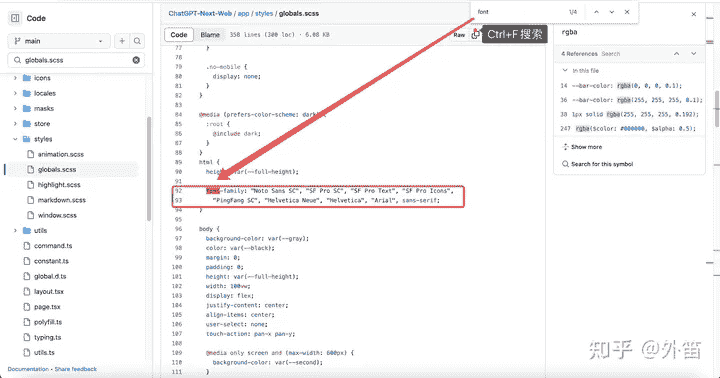 Code
main
globals.scss
icons
locales
masks
store
styles
animation.scss
globals.scss
highlight.scss
markdown.scss
window.scss
utils
command.ts
constant.ts
global.d.ts
layout.tsx
page.tsx
polyfill.ts
typing.ts
utils.ts
Documentation • Share feedback
ChatGPT-Next-Web / app / styles / globals.scss
Code Blame 358 lines (300 loc) · 6.08 KB
Raw
font 1/4
Ctrl+F 搜索
77 }
78
79 .no-mobile {
80 display: none;
81 }
82 }
83
84 @media (prefers-color-scheme: dark) {
85 :root {
86 @include dark;
87 }
88 }
89 html {
90 height: var(--full-height);
91
92 font-family: "Noto Sans SC", "SF Pro SC", "SF Pro Text", "SF Pro Icons",
93 "PingFang SC", "Helvetica Neue", "Helvetica", "Arial", sans-serif;
94 }
95
96 body {
97 background-color: var(--gray);
98 color: var(--black);
99 margin: 0;
100 padding: 0;
101 height: var(--full-height);
102 width: 100vw;
103 display: flex;
104 justify-content: center;
105 align-items: center;
106 user-select: none;
107 touch-action: pan-x pan-y;
108
109 @media only screen and (max-width: 600px) {
110 background-color: var(--second);
111 }
rgba
4 References Search
In this file
14 --bar-color: rgba(0, 0, 0, 0.1);
36 --bar-color: rgba(255, 255, 255, 0.1);
38 1px solid rgba(255, 255, 255, 0.192);
247 rgba($color: #000000, $alpha: 0.5);
Show more
Search for this symbol
知乎 @外笛